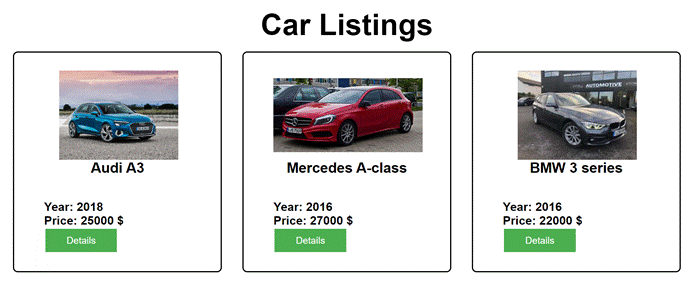 Car Listings
Audi A3
Year: 2018
Price: 25000 $
Details
Mercedes A-class
Year: 2016
Price: 27000 $
Details
AUTOMOTIVE
BMW 3 series
Year: 2016
Price: 22000 $
Details